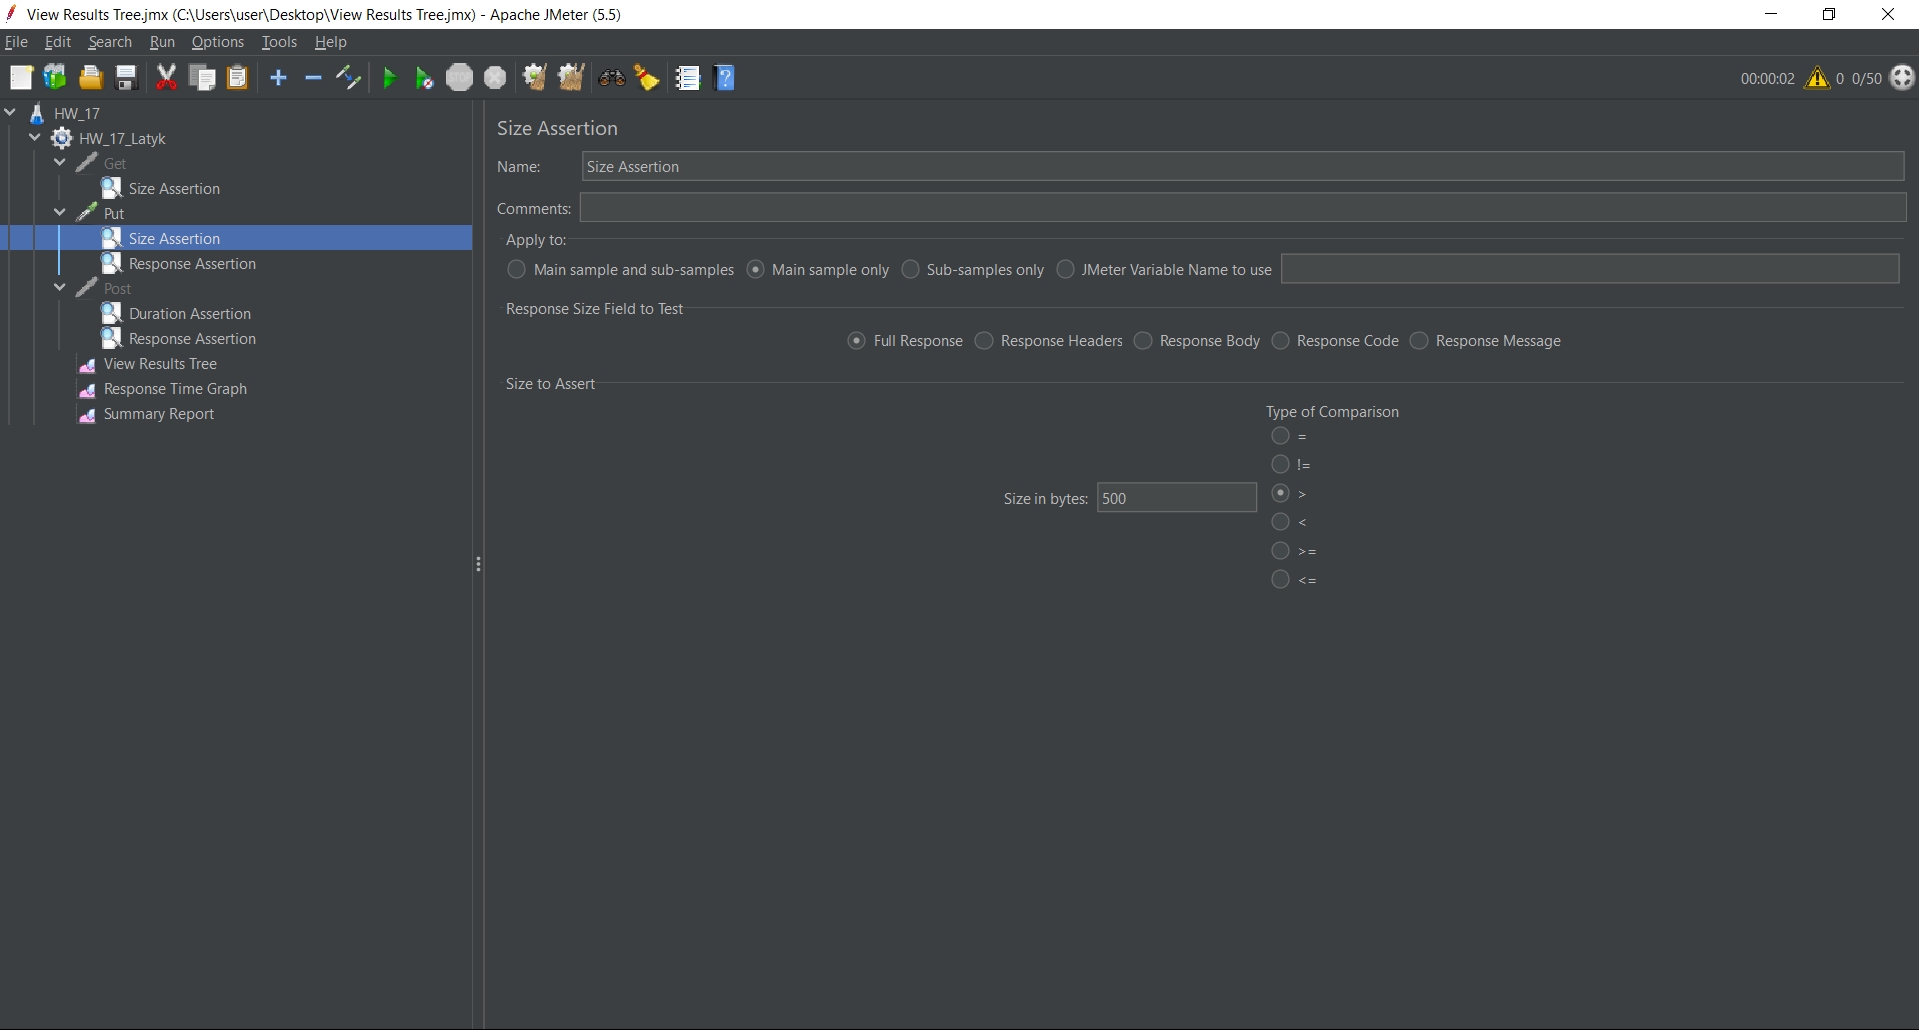 View Results Tree.jmx (C:\Users\user\Desktop\View Results Tree.jmx) - Apache JMeter (5.5)
File Edit Search Run Options Tools Help
STOP ? 00:00:02 0 0/50
HW_17
HW_17_Latyk
Get
Size Assertion
Put
Size Assertion
Response Assertion
Post
Duration Assertion
Response Assertion
View Results Tree
Response Time Graph
Summary Report
Size Assertion
Name: Size Assertion
Comments:
Apply to:
Main sample and sub-samples Main sample only Sub-samples only JMeter Variable Name to use
Response Size Field to Test
Full Response Response Headers Response Body Response Code Response Message
Size to Assert
Type of Comparison
=
!=
Size in bytes: 500 >
<
>=
<=